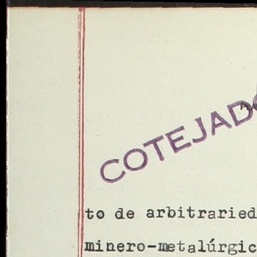 COTEJADO
to de arbitraried
minero-metalúrgic